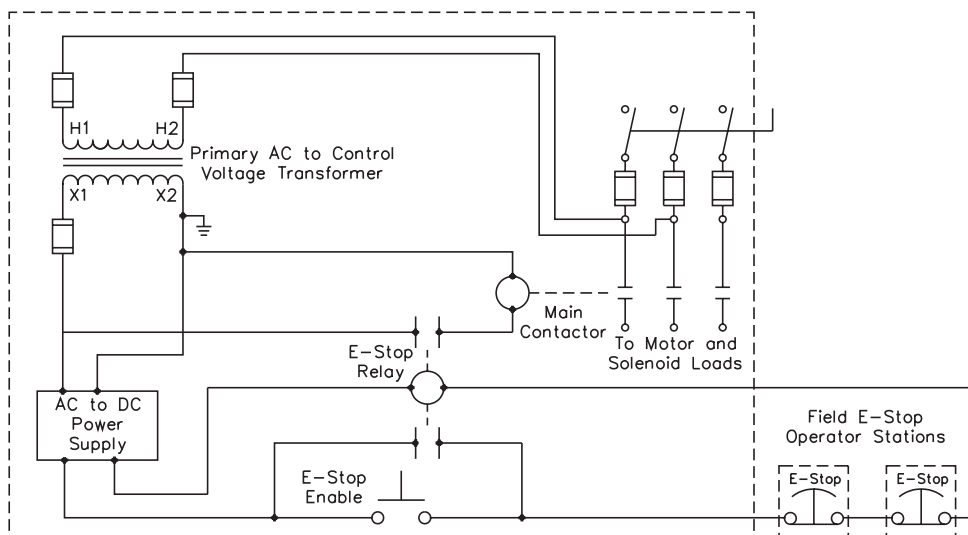 H1 H2
Primary AC to Control
Voltage Transformer
X1 X2
Main
Contactor
To Motor and
Solenoid Loads
E-Stop
Relay
AC to DC
Power
Supply
Field E-Stop
Operator Stations
E-Stop
Enable
E-Stop
E-Stop